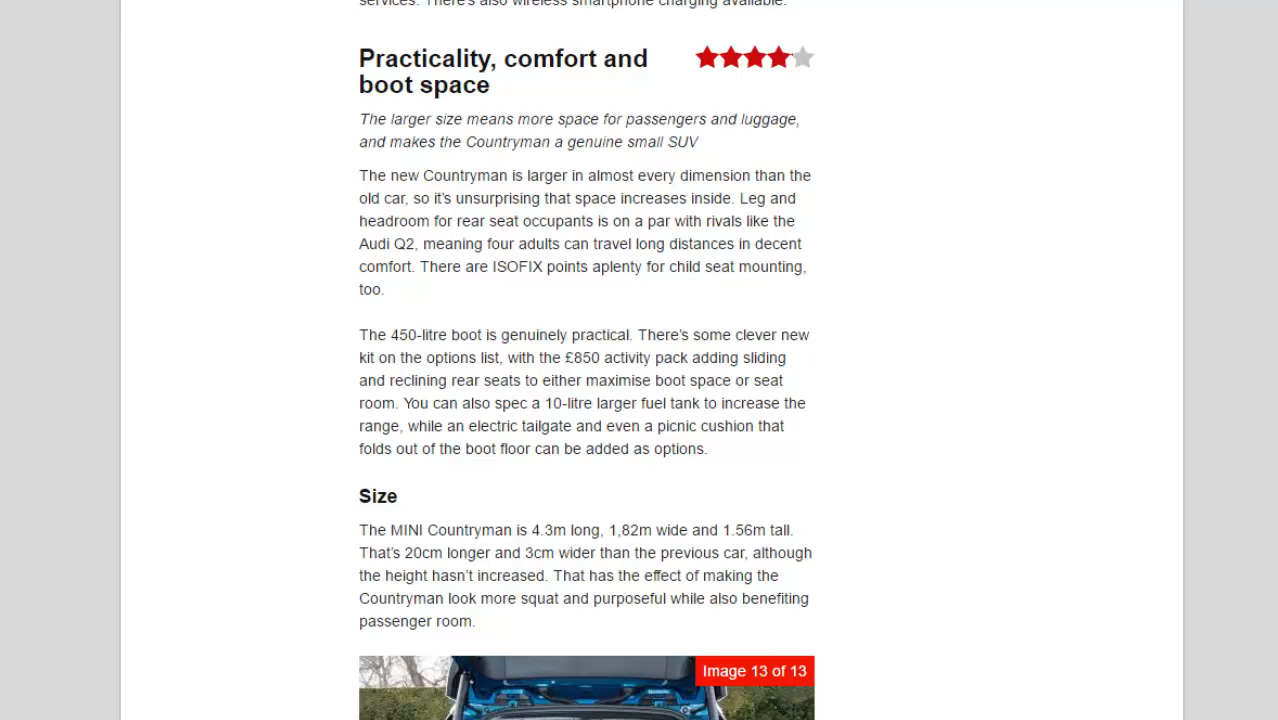 services. There's also wireless smartphone charging available.
Practicality, comfort and
boot space
The larger size means more space for passengers and luggage,
and makes the Countryman a genuine small SUV
The new Countryman is larger in almost every dimension than the
old car, so it's unsurprising that space increases inside. Leg and
headroom for rear seat occupants is on a par with rivals like the
Audi Q2, meaning four adults can travel long distances in decent
comfort. There are ISOFIX points aplenty for child seat mounting,
too.
The 450-litre boot is genuinely practical. There's some clever new
kit on the options list, with the £850 activity pack adding sliding
and reclining rear seats to either maximise boot space or seat
room. You can also spec a 10-litre larger fuel tank to increase the
range, while an electric tailgate and even a picnic cushion that
folds out of the boot floor can be added as options.
Size
The MINI Countryman is 4.3m long, 1,82m wide and 1.56m tall.
That's 20cm longer and 3cm wider than the previous car, although
the height hasn't increased. That has the effect of making the
Countryman look more squat and purposeful while also benefiting
passenger room.
Image 13 of 13